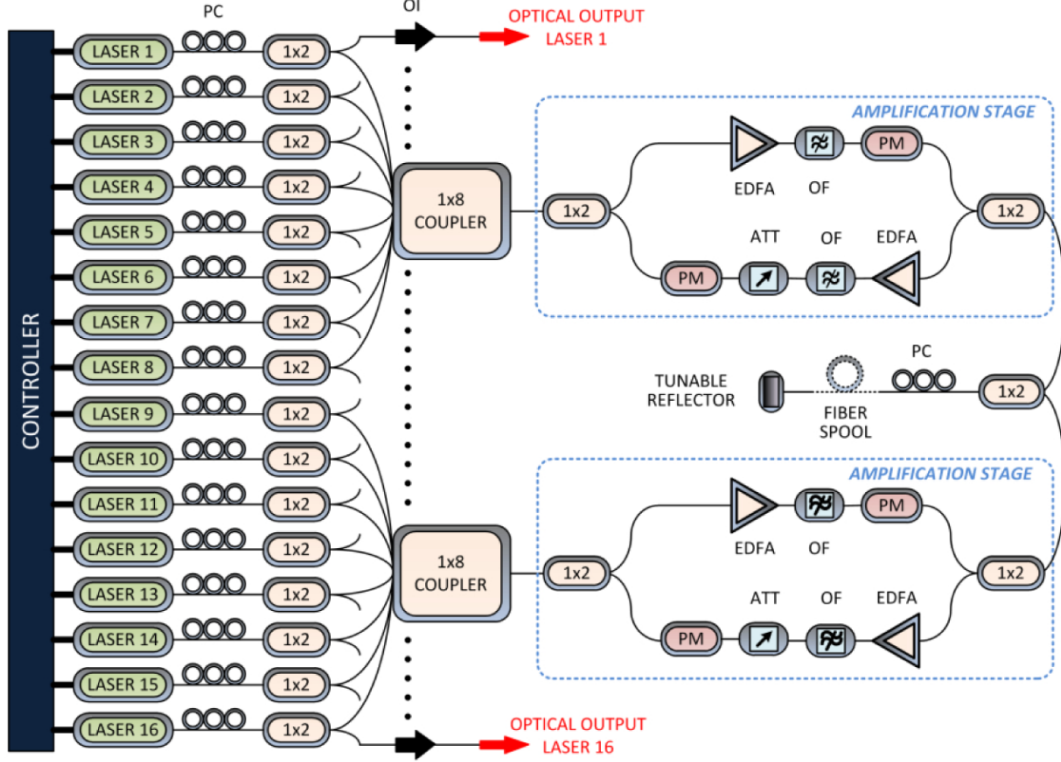 PC
OI
OPTICAL OUTPUT
LASER 1
CONTROLLER
LASER 1
1x2
LASER 2
1x2
LASER 3
1x2
LASER 4
1x2
LASER 5
1x2
LASER 6
1x2
LASER 7
1x2
LASER 8
1x2
LASER 9
1x2
LASER 10
1x2
LASER 11
1x2
LASER 12
1x2
LASER 13
1x2
LASER 14
1x2
LASER 15
1x2
LASER 16
1x2
1x8
COUPLER
1x8
COUPLER
AMPLIFICATION STAGE
1x2
EDFA
OF
PM
PM
ATT
OF
EDFA
1x2
TUNABLE
REFLECTOR
FIBER
SPOOL
PC
1x2
AMPLIFICATION STAGE
1x2
EDFA
OF
PM
PM
ATT
OF
EDFA
1x2
OPTICAL OUTPUT
LASER 16